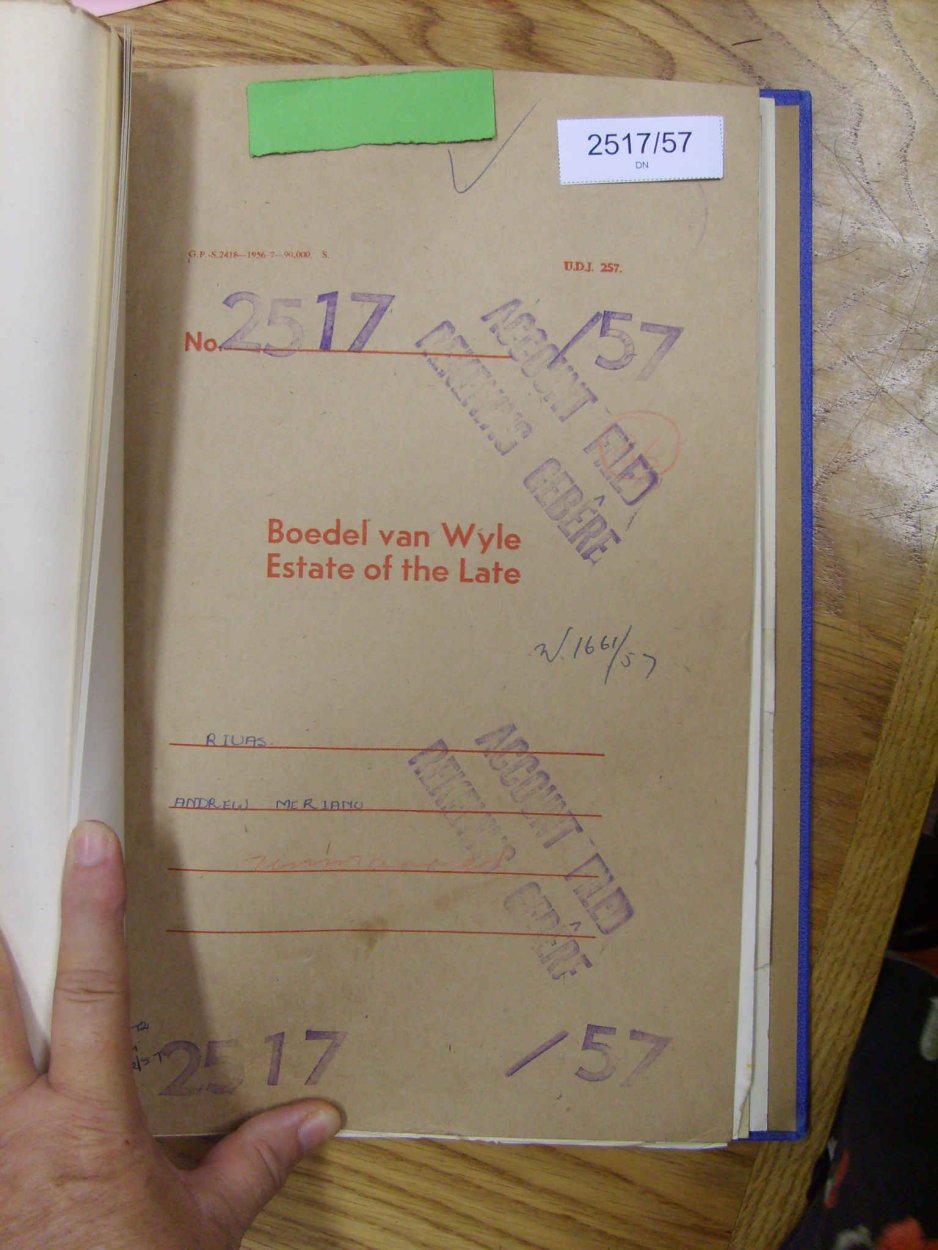 2517/57
DN
G.P.-S.2418—1956-7—90,000. S.
U.D.J. 257.
No. 2517 /57
ACCOUNT FILED
REKENING GEBÊRE
Boedel van Wyle
Estate of the Late
W.1661/57
RIVAS.
ANDREW MERIANO
ACCOUNT FILED
REKENING GEBÊRE
2517 /57